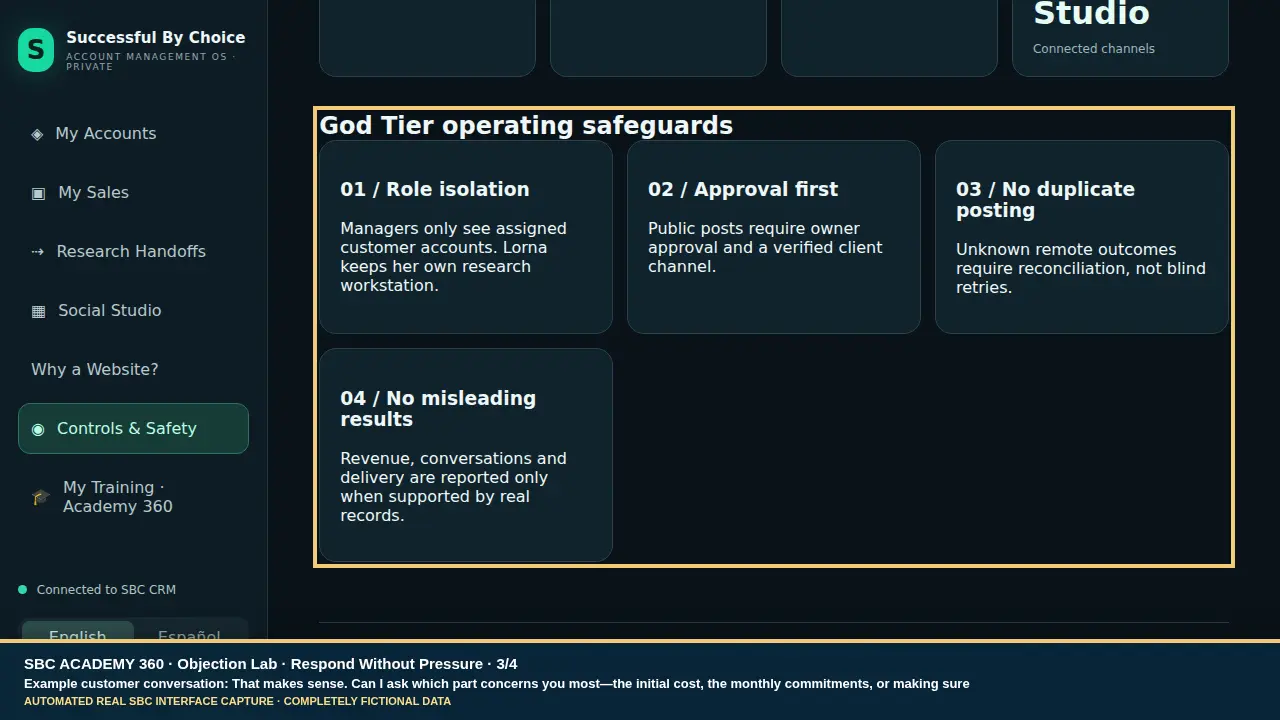 S
Successful By Choice
ACCOUNT MANAGEMENT OS ·
PRIVATE
My Accounts
My Sales
Research Handoffs
Social Studio
Why a Website?
Controls & Safety
My Training ·
Academy 360
Connected to SBC CRM
English
Español
Studio
Connected channels
God Tier operating safeguards
01 / Role isolation
Managers only see assigned
customer accounts. Lorna
keeps her own research
workstation.
02 / Approval first
Public posts require owner
approval and a verified client
channel.
03 / No duplicate
posting
Unknown remote outcomes
require reconciliation, not blind
retries.
04 / No misleading
results
Revenue, conversations and
delivery are reported only
when supported by real
records.
SBC ACADEMY 360 · Objection Lab · Respond Without Pressure · 3/4
Example customer conversation: That makes sense. Can I ask which part concerns you most—the initial cost, the monthly commitments, or making sure
AUTOMATED REAL SBC INTERFACE CAPTURE · COMPLETELY FICTIONAL DATA